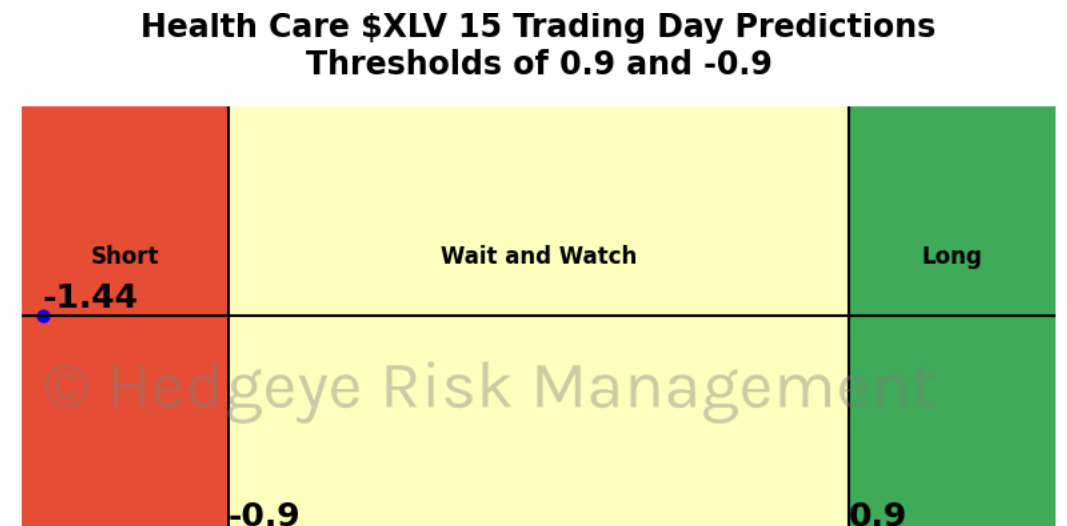 Health Care $XLV 15 Trading Day Predictions
Thresholds of 0.9 and -0.9
Short
Wait and Watch
Long
-1.44
© Hedgeye Risk Management
-0.9
0.9